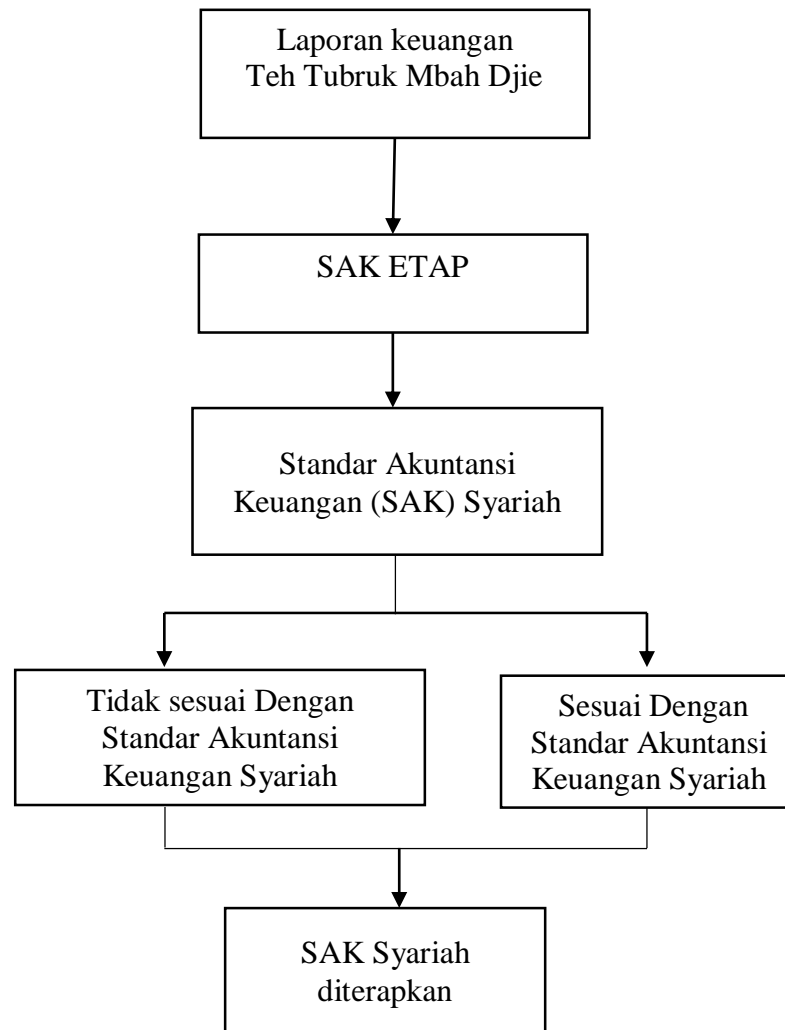 Laporan keuangan
Teh Tubruk Mbah Djie
SAK ETAP
Standar Akuntansi
Keuangan (SAK) Syariah
Tidak sesuai Dengan
Standar Akuntansi
Keuangan Syariah
Sesuai Dengan
Standar Akuntansi
Keuangan Syariah
SAK Syariah
diterapkan